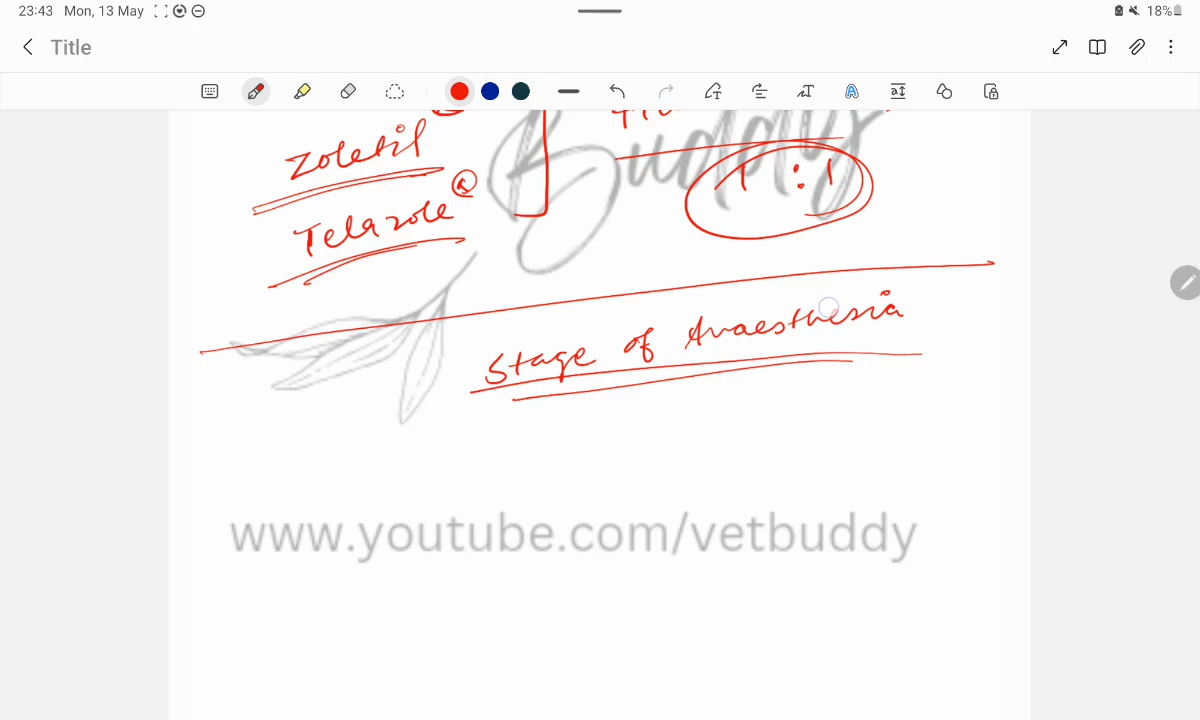 23:43 Mon, 13 May 18%
Title
Buddy
Zoletil
1 : 1
Telazole ®
Stage of Anaesthesia
www.youtube.com/vetbuddy